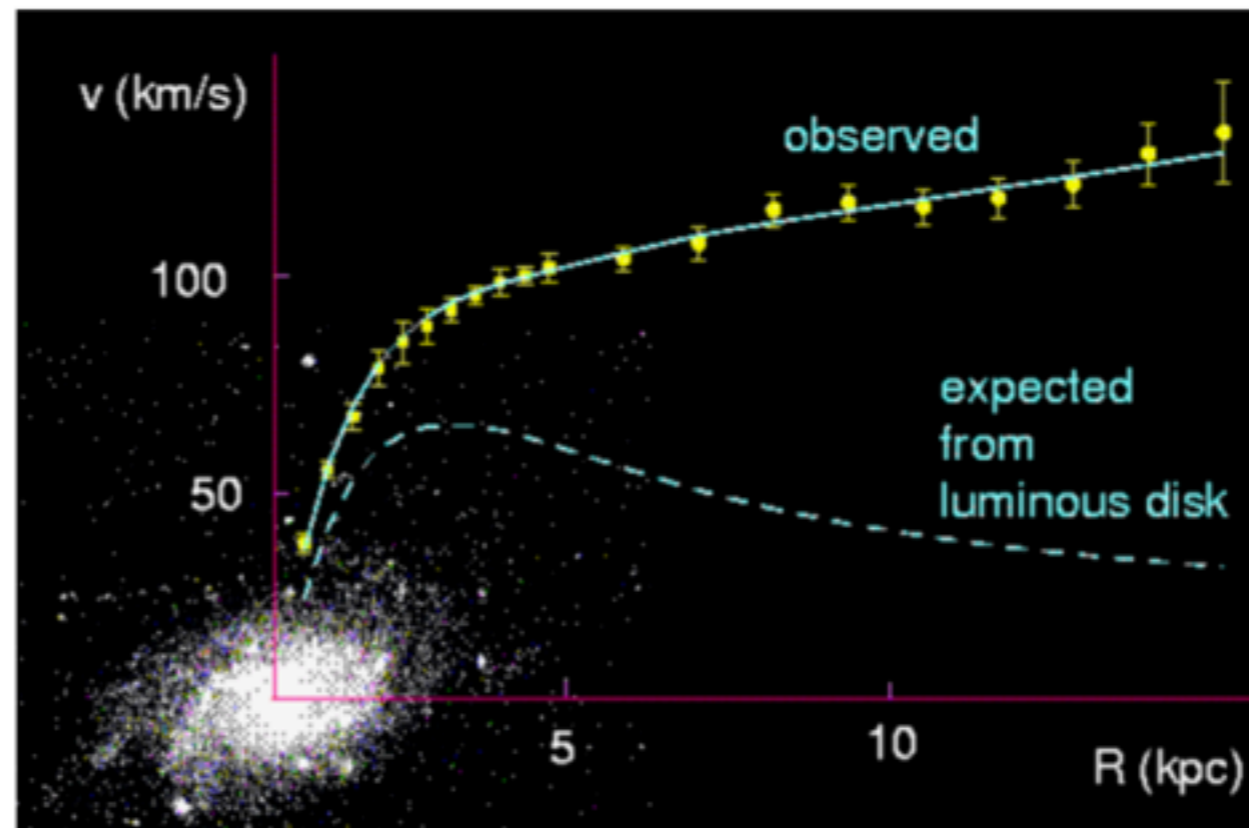 v (km/s)
observed
100
expected
from
luminous disk
50
5
10
R (kpc)